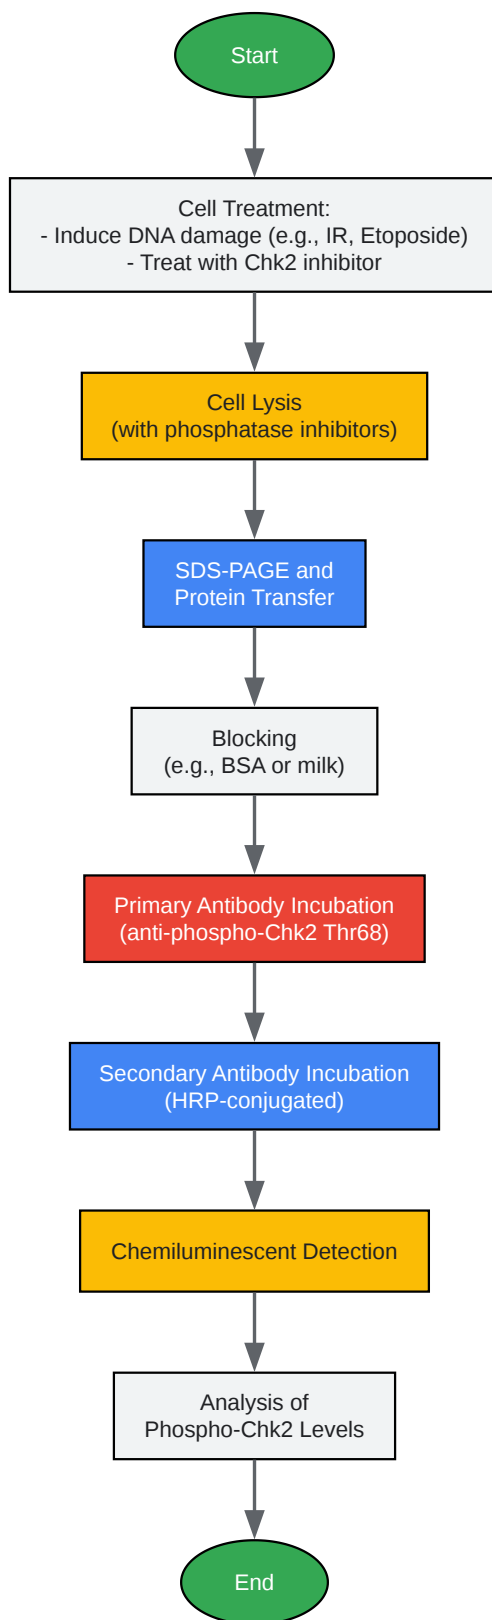 Start
Cell Treatment:
- Induce DNA damage (e.g., IR, Etoposide)
- Treat with Chk2 inhibitor
Cell Lysis
(with phosphatase inhibitors)
SDS-PAGE and
Protein Transfer
Blocking
(e.g., BSA or milk)
Primary Antibody Incubation
(anti-phospho-Chk2 Thr68)
Secondary Antibody Incubation
(HRP-conjugated)
Chemiluminescent Detection
Analysis of
Phospho-Chk2 Levels
End